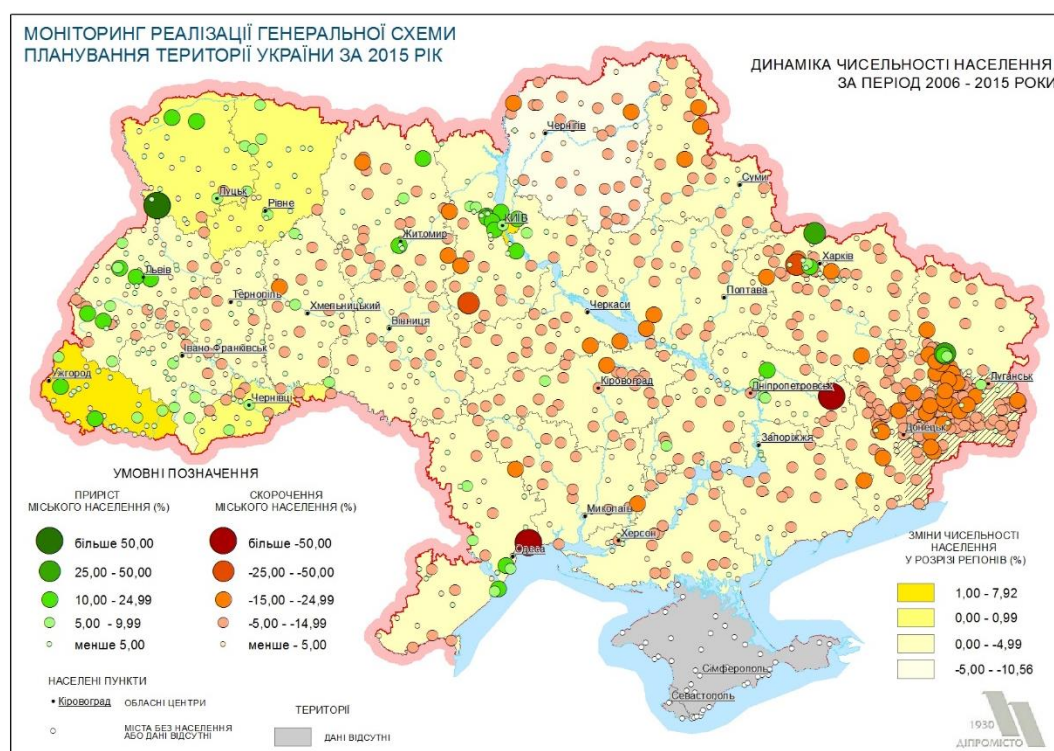 МОНІТОРИНГ РЕАЛІЗАЦІЇ ГЕНЕРАЛЬНОЇ СХЕМИ
ПЛАНУВАННЯ ТЕРИТОРІЇ УКРАЇНИ ЗА 2015 РІК
ДИНАМІКА ЧИСЕЛЬНОСТІ НАСЕЛЕННЯ
ЗА ПЕРІОД 2006 - 2015 РОКИ
Чернігів
Суми
Луцьк
Рівне
КИЇВ
Житомир
Харків
Львів
Полтава
Тернопіль
Хмельницький
Черкаси
Вінниця
Івано-Франківськ
Ужгород
Луганськ
Кіровоград
Дніпропетровськ
Чернівці
Донецьк
Запоріжжя
Миколаїв
Херсон
Одеса
Сімферополь
Севастополь
УМОВНІ ПОЗНАЧЕННЯ
ПРИРІСТ
МІСЬКОГО НАСЕЛЕННЯ (%)
більше 50,00
25,00 - 50,00
10,00 - 24,99
5,00 - 9,99
менше 5,00
СКОРОЧЕННЯ
МІСЬКОГО НАСЕЛЕННЯ (%)
більше -50,00
-25,00 - -50,00
-15,00 - -24,99
-5,00 - -14,99
менше - 5,00
НАСЕЛЕНІ ПУНКТИ
Кіровоград ОБЛАСНІ ЦЕНТРИ
МІСТА БЕЗ НАСЕЛЕННЯ
АБО ДАНІ ВІДСУТНІ
ТЕРИТОРІЇ
ДАНІ ВІДСУТНІ
ЗМІНИ ЧИСЕЛЬНОСТІ
НАСЕЛЕННЯ
У РОЗРІЗІ РЕГІОНІВ (%)
1,00 - 7,92
0,00 - 0,99
0,00 - -4,99
-5,00 - -10,56
1930
ДІПРОМІСТО